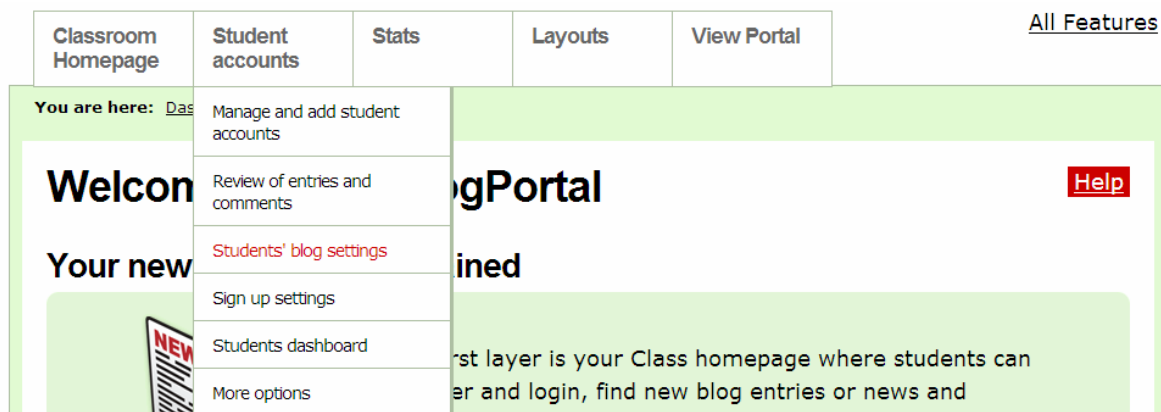 Classroom Homepage
Student accounts
Stats
Layouts
View Portal
All Features
You are here: Das
Manage and add student
accounts
Review of entries and
comments
Students' blog settings
Sign up settings
Students dashboard
More options
Welcom gPortal
Help
Your new ined
NEW
rst layer is your Class homepage where students can
er and login, find new blog entries or news and